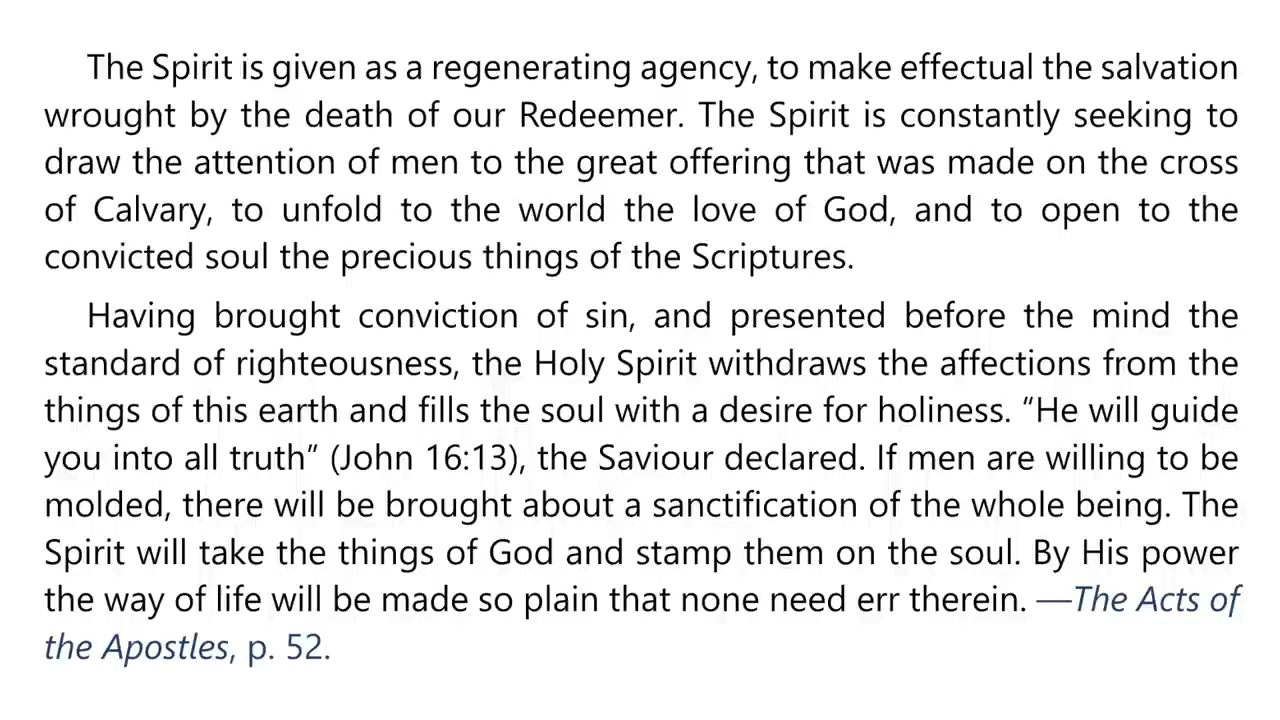 The Spirit is given as a regenerating agency, to make effectual the salvation
wrought by the death of our Redeemer. The Spirit is constantly seeking to
draw the attention of men to the great offering that was made on the cross
of Calvary, to unfold to the world the love of God, and to open to the
convicted soul the precious things of the Scriptures.
Having brought conviction of sin, and presented before the mind the
standard of righteousness, the Holy Spirit withdraws the affections from the
things of this earth and fills the soul with a desire for holiness. “He will guide
you into all truth” (John 16:13), the Saviour declared. If men are willing to be
molded, there will be brought about a sanctification of the whole being. The
Spirit will take the things of God and stamp them on the soul. By His power
the way of life will be made so plain that none need err therein. —The Acts of
the Apostles, p. 52.